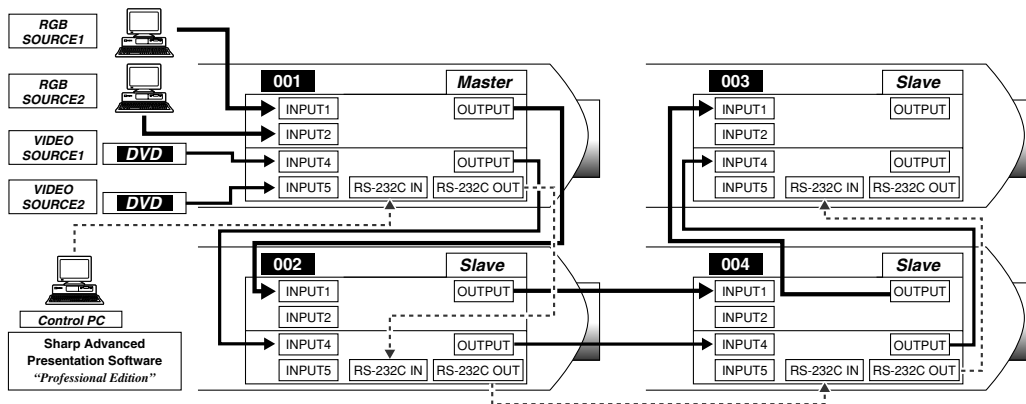 RGB
SOURCE1
RGB
SOURCE2
VIDEO
SOURCE1
DVD
VIDEO
SOURCE2
DVD
Control PC
Sharp Advanced
Presentation Software
“Professional Edition”
001
Master
INPUT1
OUTPUT
INPUT2
INPUT4
OUTPUT
INPUT5
RS-232C IN
RS-232C OUT
003
Slave
INPUT1
OUTPUT
INPUT2
INPUT4
OUTPUT
INPUT5
RS-232C IN
RS-232C OUT
002
Slave
INPUT1
OUTPUT
INPUT2
INPUT4
OUTPUT
INPUT5
RS-232C IN
RS-232C OUT
004
Slave
INPUT1
OUTPUT
INPUT2
INPUT4
OUTPUT
INPUT5
RS-232C IN
RS-232C OUT